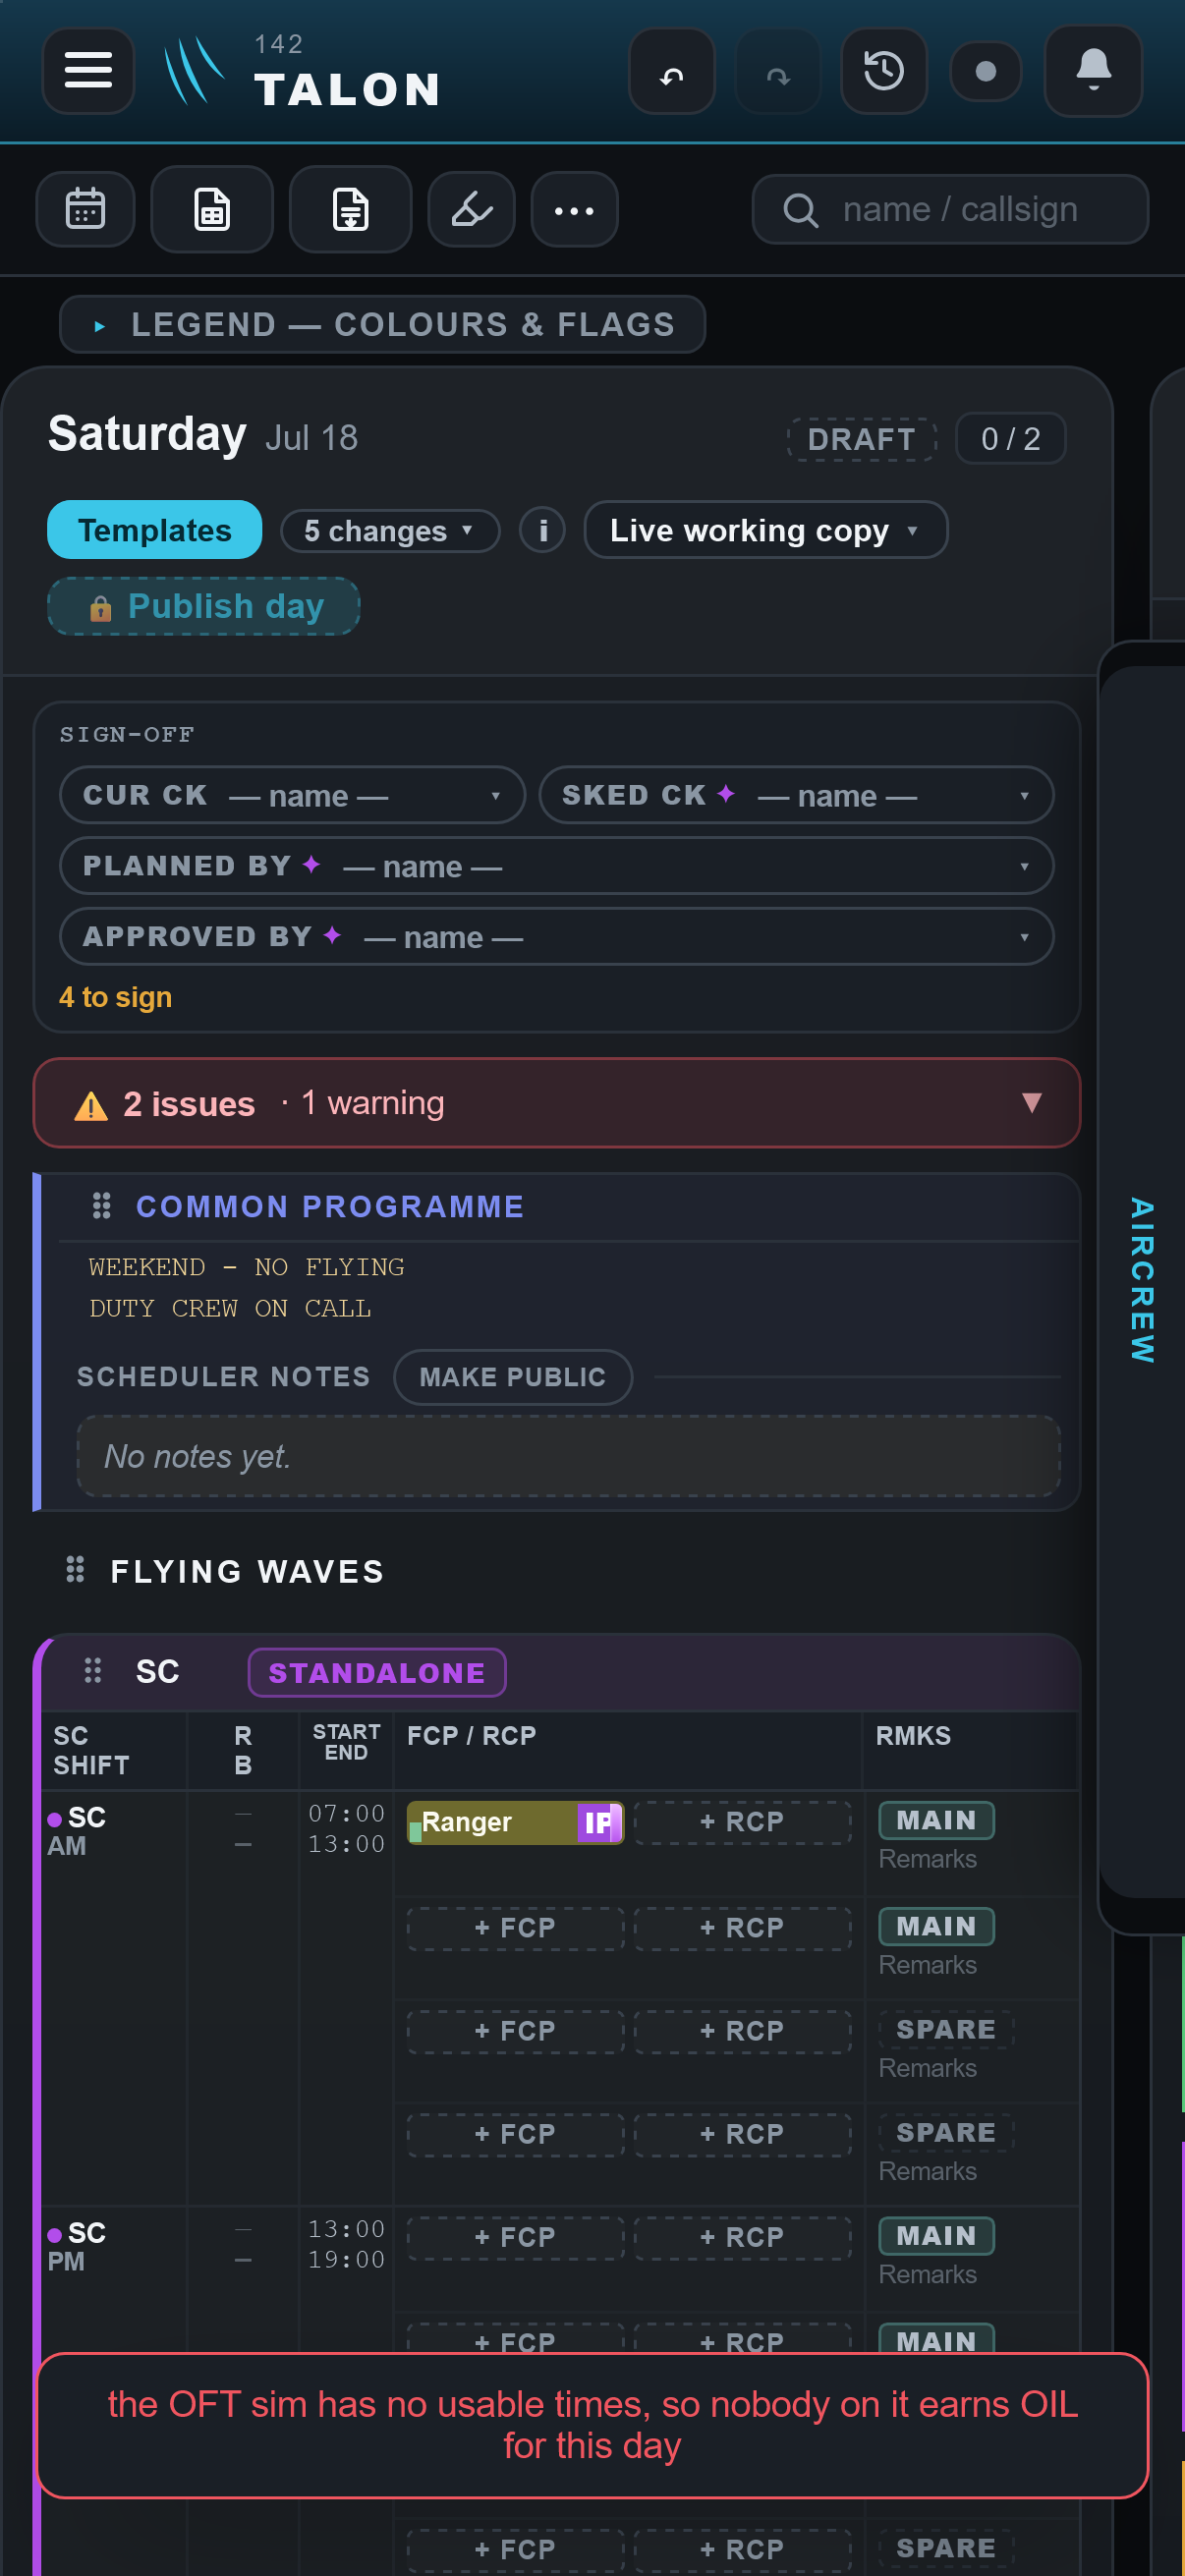 142
TALON
name / callsign
LEGEND — COLOURS & FLAGS
Saturday Jul 18
DRAFT
0 / 2
Templates
5 changes
i
Live working copy
Publish day
SIGN-OFF
CUR CK — name —
SKED CK — name —
PLANNED BY — name —
APPROVED BY — name —
4 to sign
2 issues · 1 warning
COMMON PROGRAMME
WEEKEND – NO FLYING
DUTY CREW ON CALL
SCHEDULER NOTES MAKE PUBLIC
No notes yet.
AIRCREW
FLYING WAVES
SC STANDALONE
SC SHIFT
R B
START END
FCP / RCP
RMKS
SC AM
— —
07:00
13:00
Ranger IP + RCP MAIN
Remarks
+ FCP + RCP MAIN
Remarks
+ FCP + RCP SPARE
Remarks
+ FCP + RCP SPARE
Remarks
SC PM
— —
13:00
19:00
+ FCP + RCP MAIN
Remarks
+ FCP + RCP MAIN
the OFT sim has no usable times, so nobody on it earns OIL
for this day
+ FCP + RCP SPARE